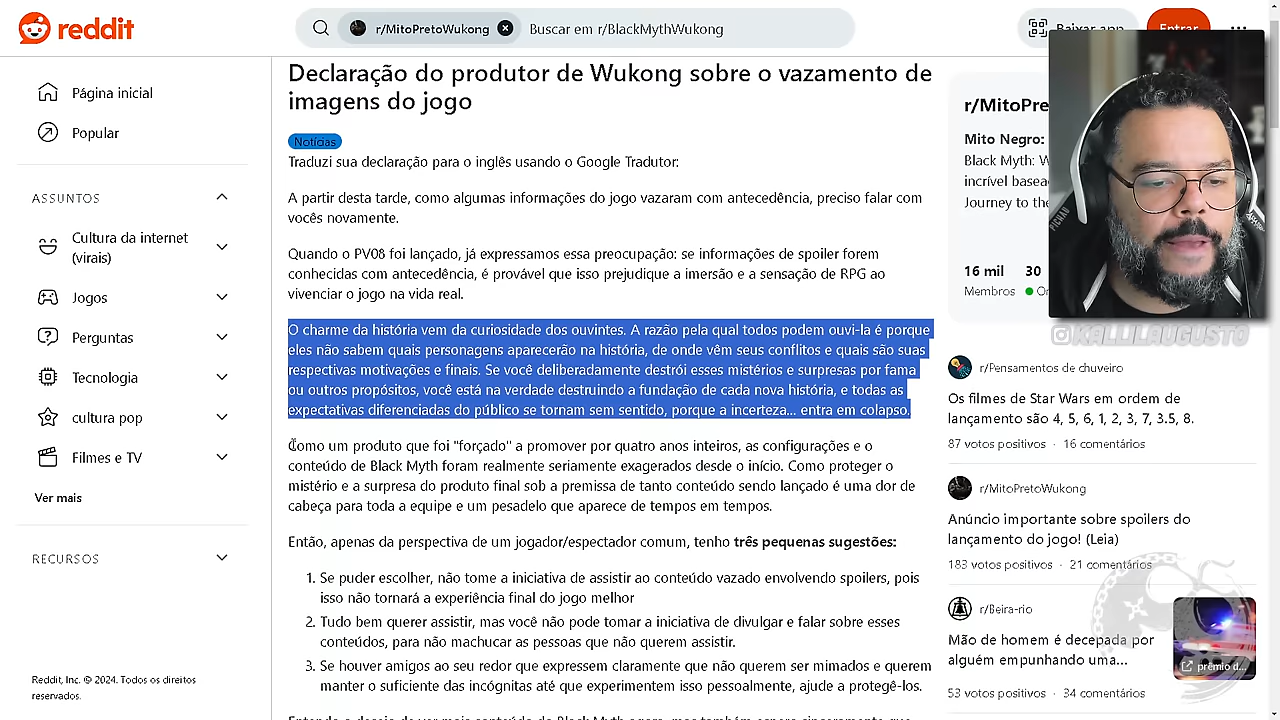 reddit
r/MitoPretoWukong
Buscar em r/BlackMythWukong
Baixar app
Entrar
Página inicial
Popular
ASSUNTOS
Cultura da internet
(virais)
Jogos
Perguntas
Tecnologia
cultura pop
Filmes e TV
Ver mais
RECURSOS
Reddit, Inc. © 2024. Todos os direitos
reservados.
Declaração do produtor de Wukong sobre o vazamento de
imagens do jogo
Notícias
Traduzi sua declaração para o inglês usando o Google Tradutor:
A partir desta tarde, como algumas informações do jogo vazaram com antecedência, preciso falar com
vocês novamente.
Quando o PV08 foi lançado, já expressamos essa preocupação: se informações de spoiler forem
conhecidas com antecedência, é provável que isso prejudique a imersão e a sensação de RPG ao
vivenciar o jogo na vida real.
O charme da história vem da curiosidade dos ouvintes. A razão pela qual todos podem ouvi-la é porque
eles não sabem quais personagens aparecerão na história, de onde vêm seus conflitos e quais são suas
respectivas motivações e finais. Se você deliberadamente destrói esses mistérios e surpresas por fama
ou outros propósitos, você está na verdade destruindo a fundação de cada nova história, e todas as
expectativas diferenciadas do público se tornam sem sentido, porque a incerteza... entra em colapso.
Como um produto que foi "forçado" a promover por quatro anos inteiros, as configurações e o
conteúdo de Black Myth foram realmente seriamente exagerados desde o início. Como proteger o
mistério e a surpresa do produto final sob a premissa de tanto conteúdo sendo lançado é uma dor de
cabeça para toda a equipe e um pesadelo que aparece de tempos em tempos.
Então, apenas da perspectiva de um jogador/espectador comum, tenho três pequenas sugestões:
1. Se puder escolher, não tome a iniciativa de assistir ao conteúdo vazado envolvendo spoilers, pois
isso não tornará a experiência final do jogo melhor
2. Tudo bem querer assistir, mas você não pode tomar a iniciativa de divulgar e falar sobre esses
conteúdos, para não machucar as pessoas que não querem assistir.
3. Se houver amigos ao seu redor que expressem claramente que não querem ser mimados e querem
manter o suficiente das incógnitas até que experimentem isso pessoalmente, ajude a protegê-los.
r/MitoPre
Mito Negro:
Black Myth: W
incrível basea
Journey to the
16 mil 30
Membros
PICHAU
@KALLILAUGUSTO
r/Pensamentos de chuveiro
Os filmes de Star Wars em ordem de
lançamento são 4, 5, 6, 1, 2, 3, 7, 3.5, 8.
87 votos positivos · 16 comentários
r/MitoPretoWukong
Anúncio importante sobre spoilers do
lançamento do jogo! (Leia)
183 votos positivos · 21 comentários
r/Beira-rio
Mão de homem é decepada por
alguém empunhando uma...
prêmio d...
53 votos positivos · 34 comentários